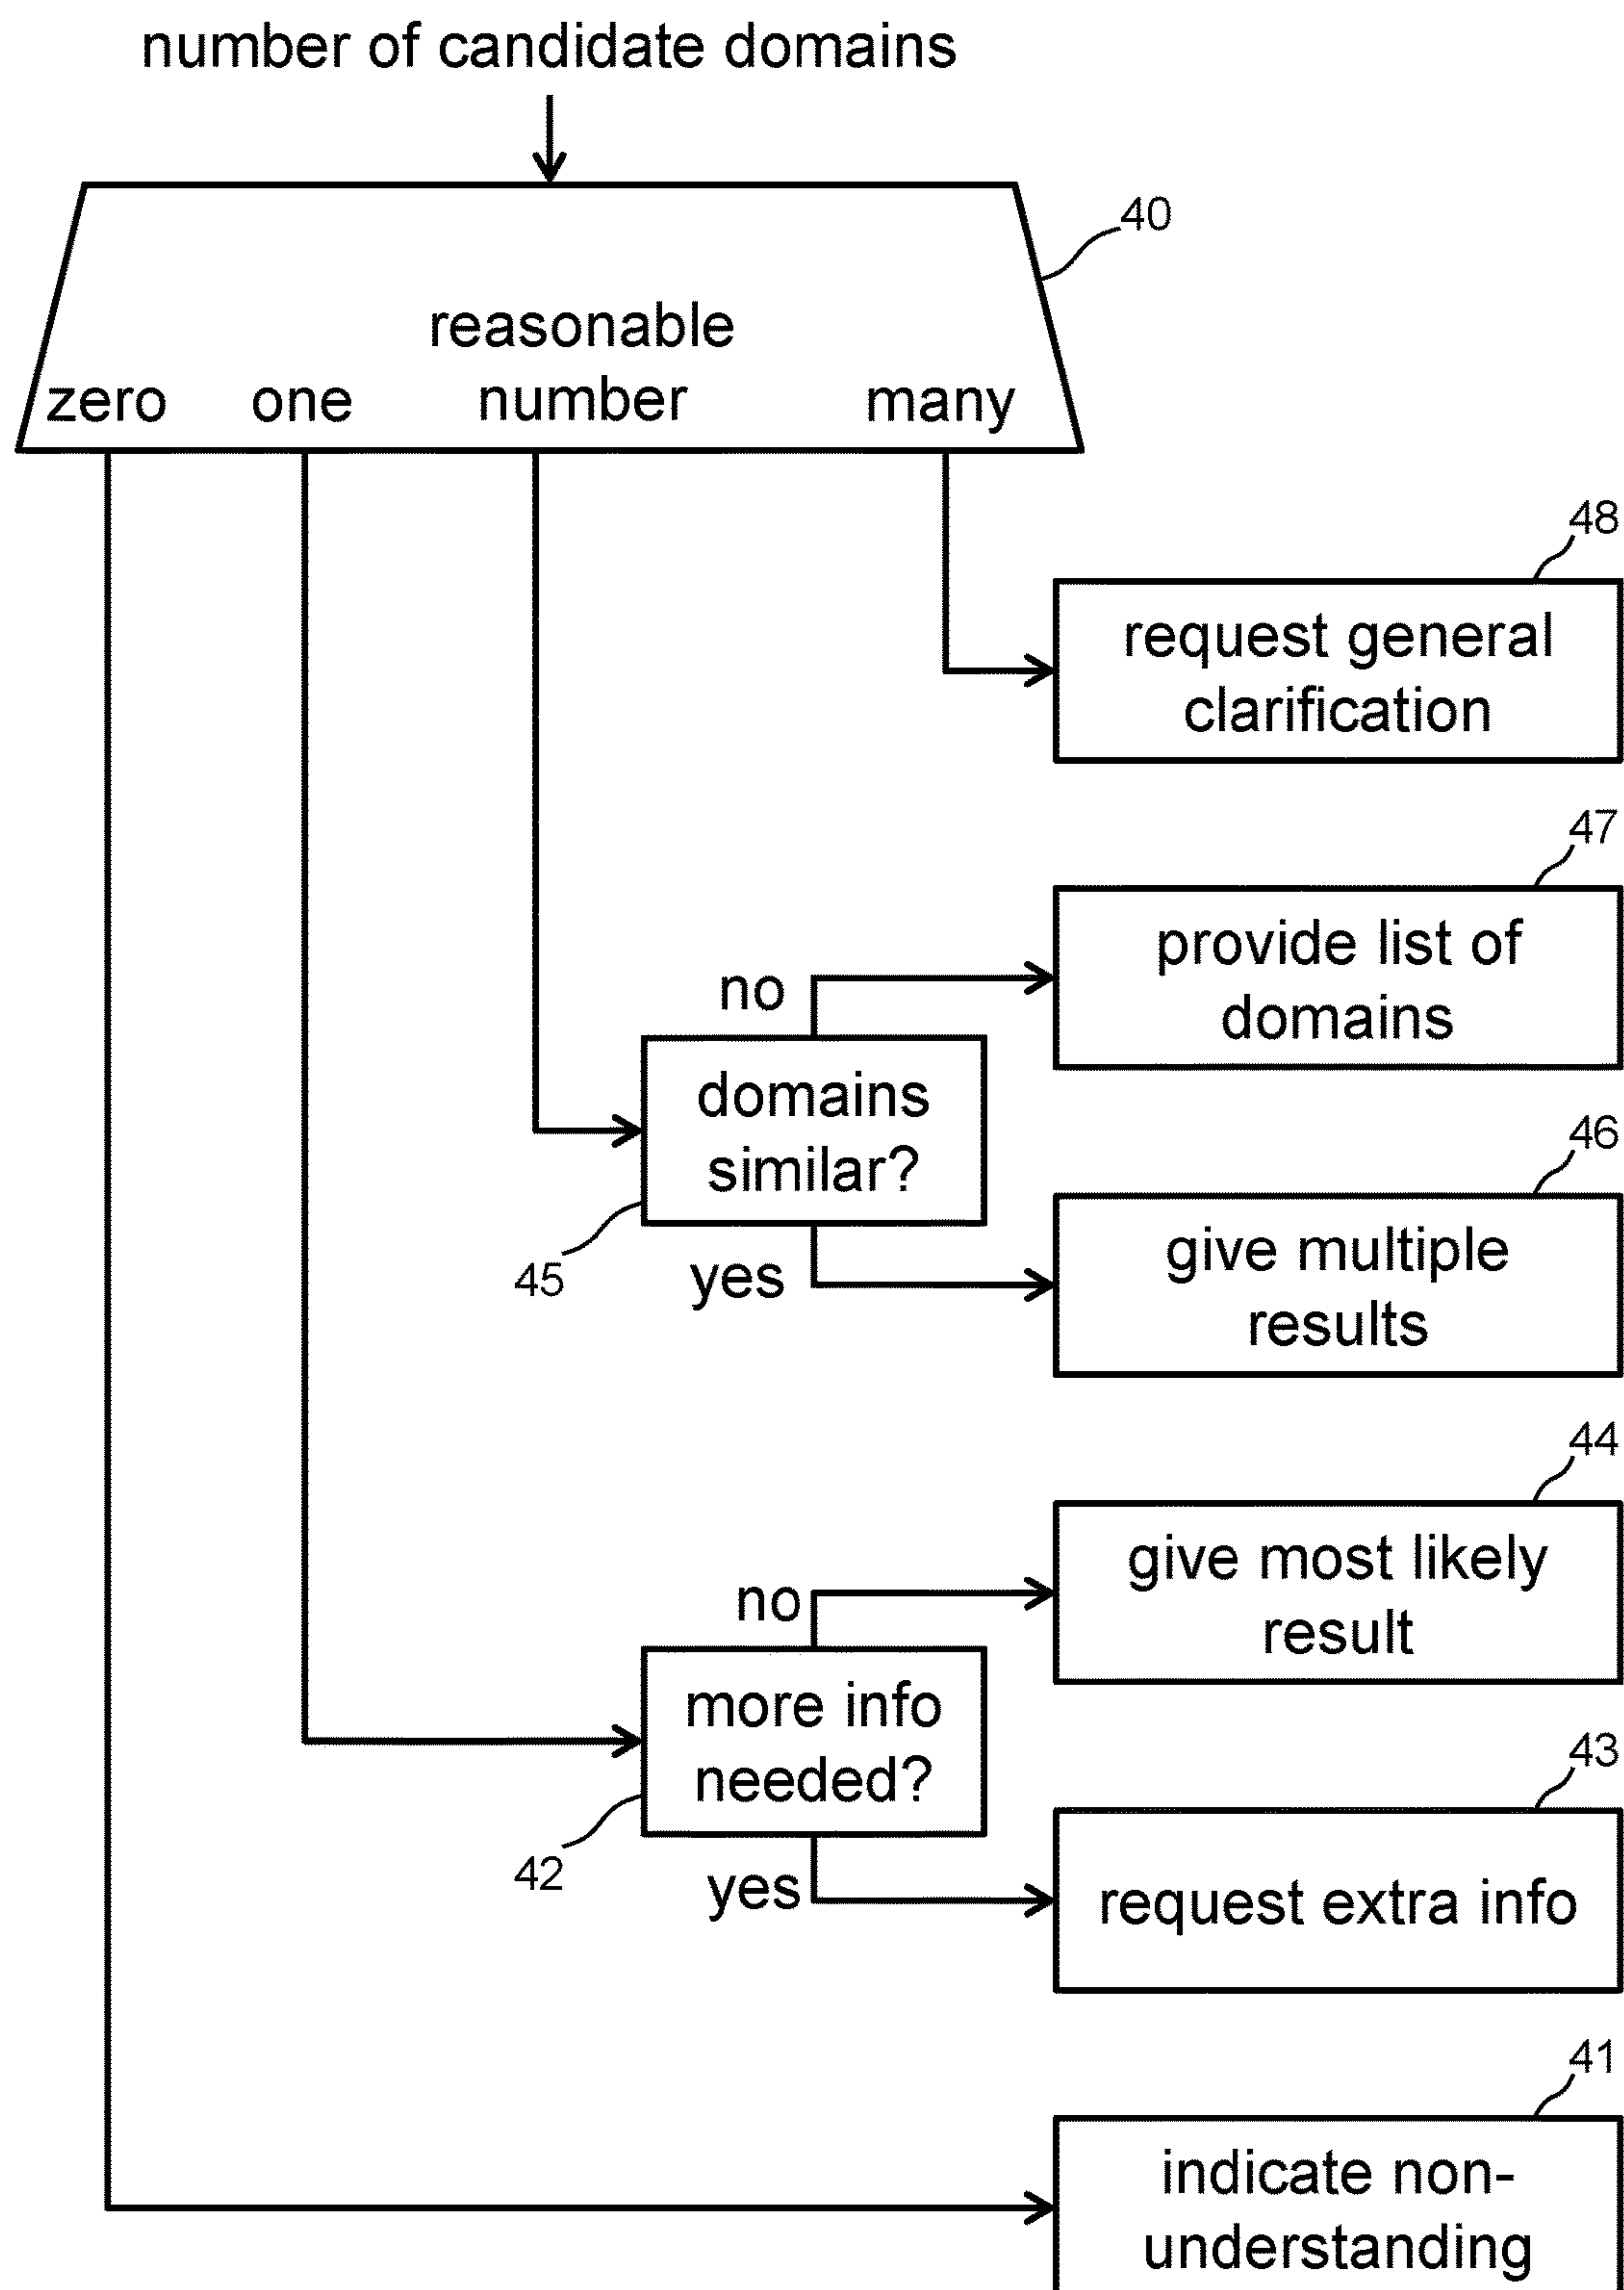 number of candidate domains
40
reasonable
zero one number many
48
request general
clarification
47
provide list of
domains
no
domains
similar?
45
yes
46
give multiple
results
44
give most likely
result
no
more info
needed?
42
yes
43
request extra info
41
indicate non-
understanding